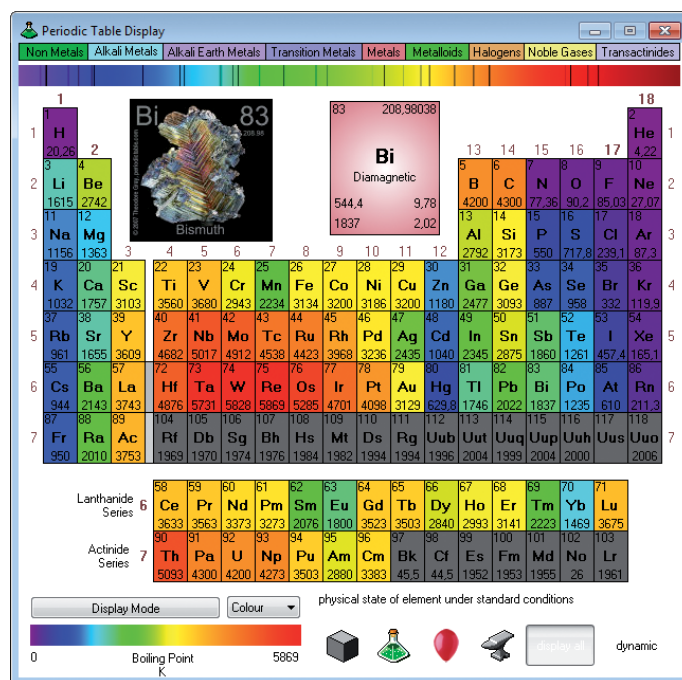 Periodic Table Display
Non Metals Alkali Metals Alkali Earth Metals Transition Metals Metals Metalloids Halogens Noble Gases Transactinides
1 18
Bi 83
208.98
© 2007 Theodore Gray, periodictable.com
Bismuth
83 208,98038
Bi
Diamagnetic
544,4 9,78
1837 2,02
1 1 2 1
H He
20,26 4,22
2 13 14 15 16 17
3 4 5 6 7 8 9 10
2 Li Be B C N O F Ne 2
1615 2742 4200 4300 77,36 90,2 85,03 27,07
11 12 13 14 15 16 17 18
3 Na Mg Al Si P S Cl Ar 3
1156 1363 2792 3173 550 717,8 239,1 87,3
3 4 5 6 7 8 9 10 11 12
19 20 21 22 23 24 25 26 27 28 29 30 31 32 33 34 35 36
4 K Ca Sc Ti V Cr Mn Fe Co Ni Cu Zn Ga Ge As Se Br Kr 4
1032 1757 3103 3560 3680 2943 2234 3134 3200 3186 3200 1180 2477 3093 887 958 332 119,9
37 38 39 40 41 42 43 44 45 46 47 48 49 50 51 52 53 54
5 Rb Sr Y Zr Nb Mo Tc Ru Rh Pd Ag Cd In Sn Sb Te I Xe 5
961 1655 3609 4682 5017 4912 4538 4423 3968 3236 2435 1040 2345 2875 1860 1261 457,4 165,1
55 56 57 72 73 74 75 76 77 78 79 80 81 82 83 84 85 86
6 Cs Ba La Hf Ta W Re Os Ir Pt Au Hg Tl Pb Bi Po At Rn 6
944 2143 3743 4876 5731 5828 5869 5285 4701 4098 3129 629,8 1746 2022 1837 1235 610 211,3
87 88 89 104 105 106 107 108 109 110 111 112 113 114 115 116 117 118
7 Fr Ra Ac Rf Db Sg Bh Hs Mt Ds Rg Uub Uut Uuq Uup Uuh Uus Uuo 7
950 2010 3753 1969 1970 1974 1976 1984 1982 1994 1994 1996 2004 1999 2004 2000 2006
58 59 60 61 62 63 64 65 66 67 68 69 70 71
Lanthanide Series 6 Ce Pr Nd Pm Sm Eu Gd Tb Dy Ho Er Tm Yb Lu
3633 3563 3373 3273 2076 1800 3523 3503 2840 2993 3141 2223 1469 3675
90 91 92 93 94 95 96 97 98 99 100 101 102 103
Actinide Series 7 Th Pa U Np Pu Am Cm Bk Cf Es Fm Md No Lr
5093 4300 4200 4273 3503 2880 3383 45,5 44,5 1952 1953 1955 26 1961
Display Mode Colour physical state of element under standard conditions
0 Boiling Point 5869 display all dynamic
K